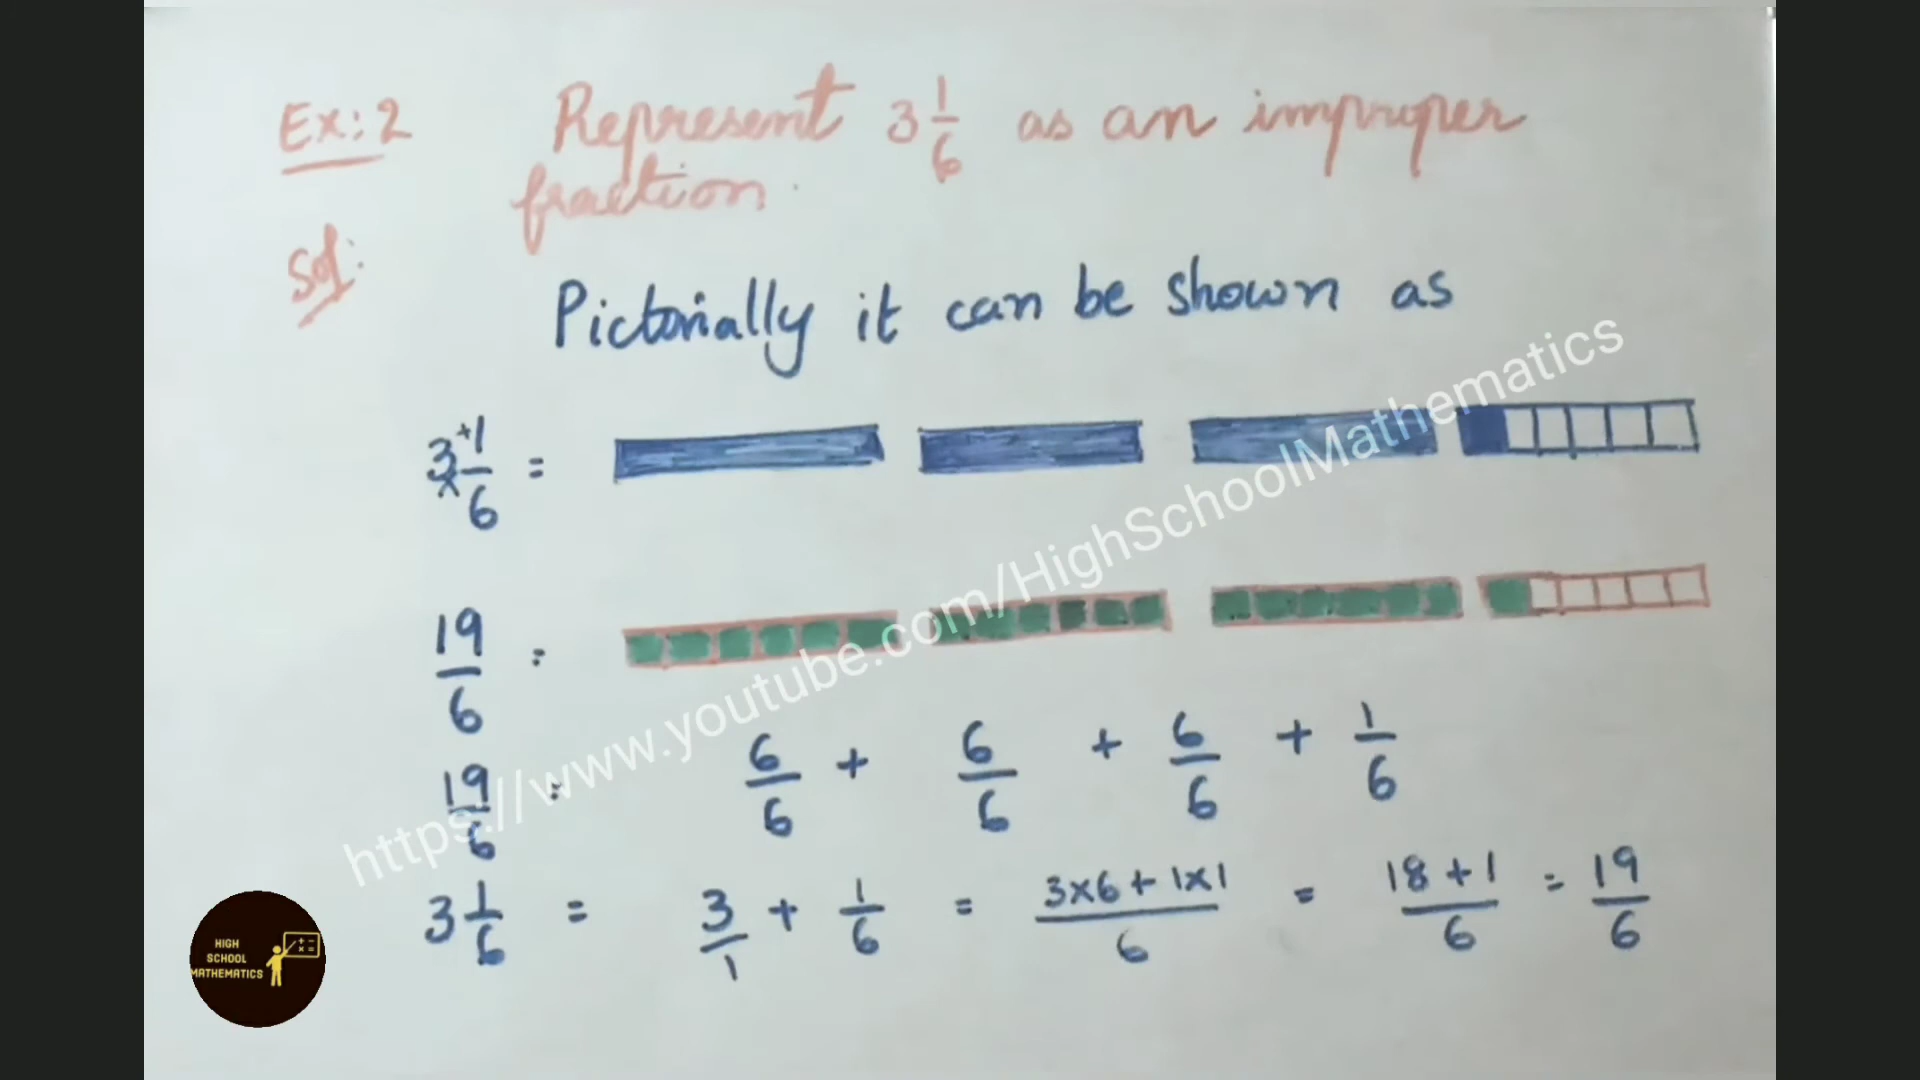 Ex:2 Represent 3 1/6 as an improper
fraction.
Sol:
Pictorially it can be shown as
3 + 1/6 × =
19/6 =
19/6 = 6/6 + 6/6 + 6/6 + 1/6
3 1/6 = 3/1 + 1/6 = 3×6 + 1×1/6 = 18 + 1/6 = 19/6
https://www.youtube.com/HighSchoolMathematics
HIGH
SCHOOL
MATHEMATICS